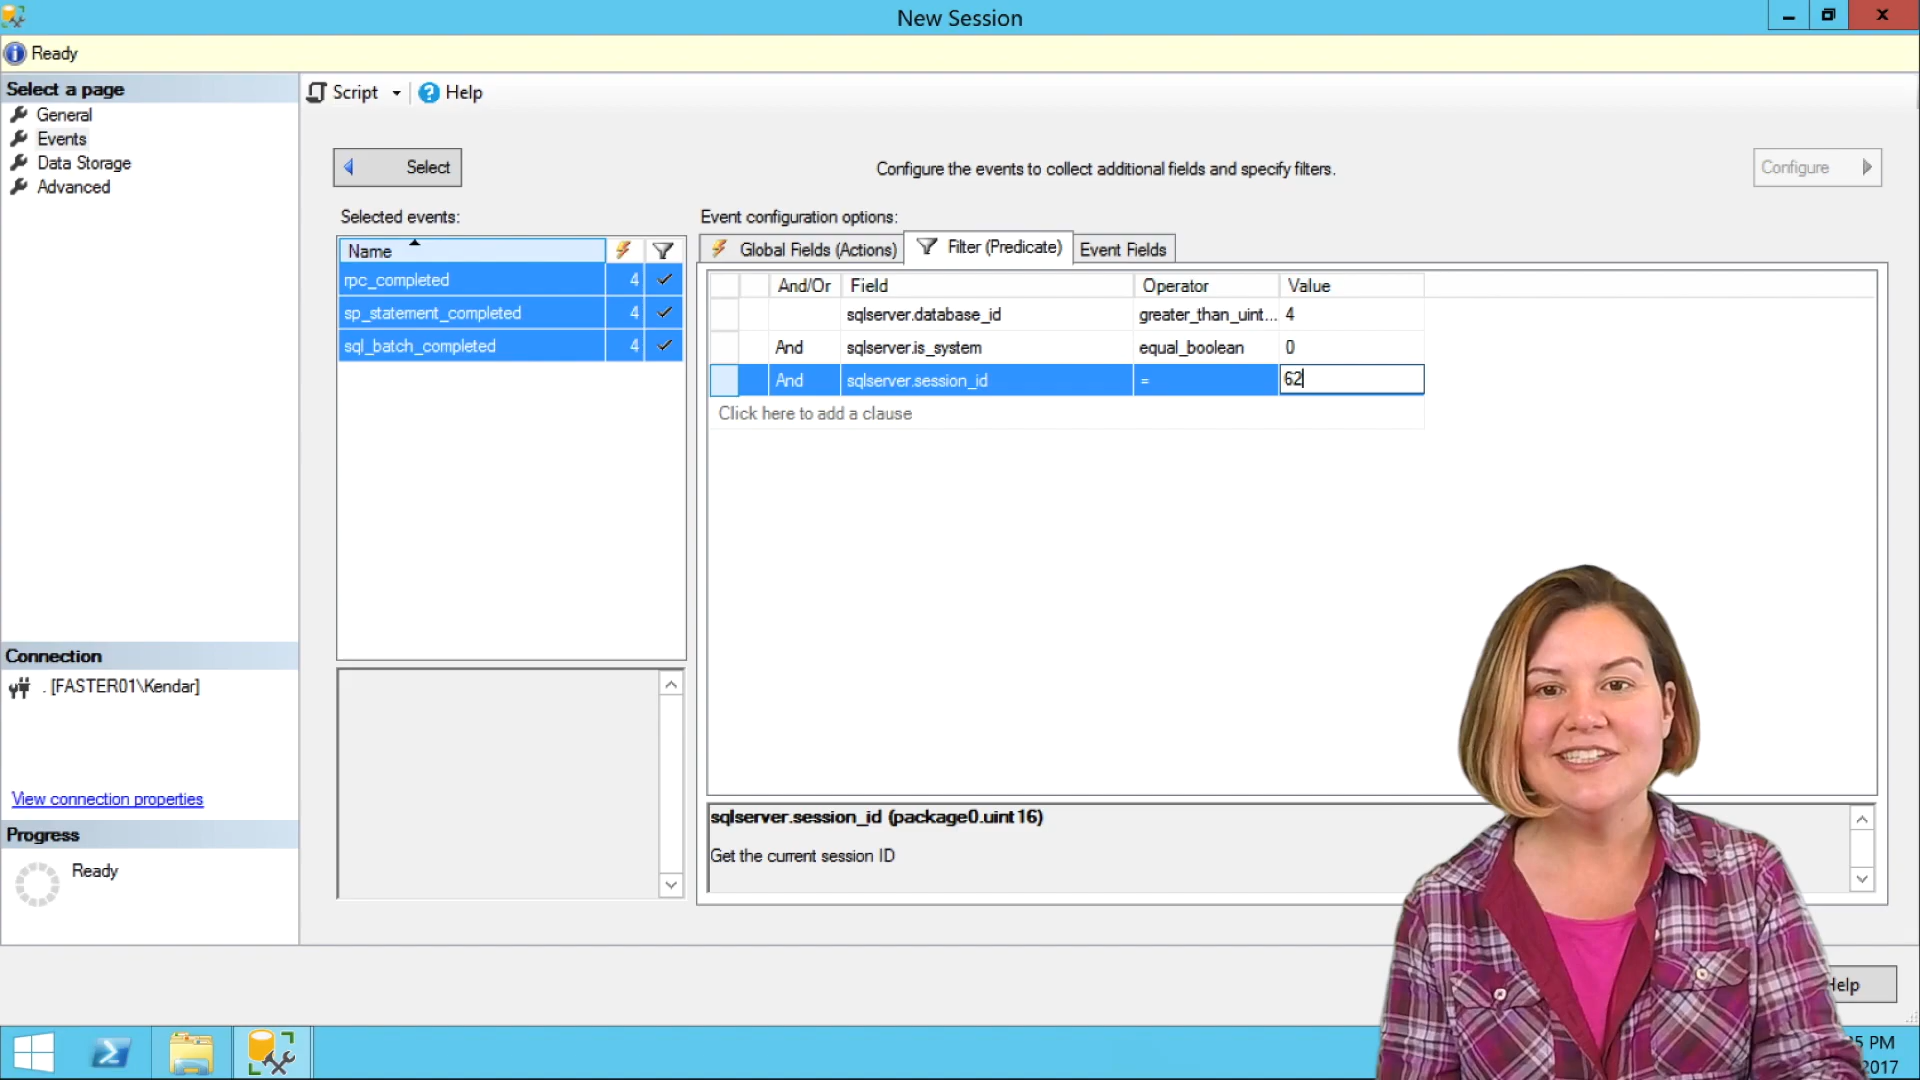 New Session
Ready
Select a page
General
Events
Data Storage
Advanced
Script
Help
Select
Configure the events to collect additional fields and specify filters.
Configure
Selected events:
Event configuration options:
Name
rpc_completed 4
sp_statement_completed 4
sql_batch_completed 4
Global Fields (Actions)
Filter (Predicate)
Event Fields
And/Or Field Operator Value
sqlserver.database_id greater_than_uint... 4
And sqlserver.is_system equal_boolean 0
And sqlserver.session_id = 62
Click here to add a clause
Connection
. [FASTER01\Kendar]
View connection properties
Progress
Ready
sqlserver.session_id (package0.uint16)
Get the current session ID
Help
5 PM
2017